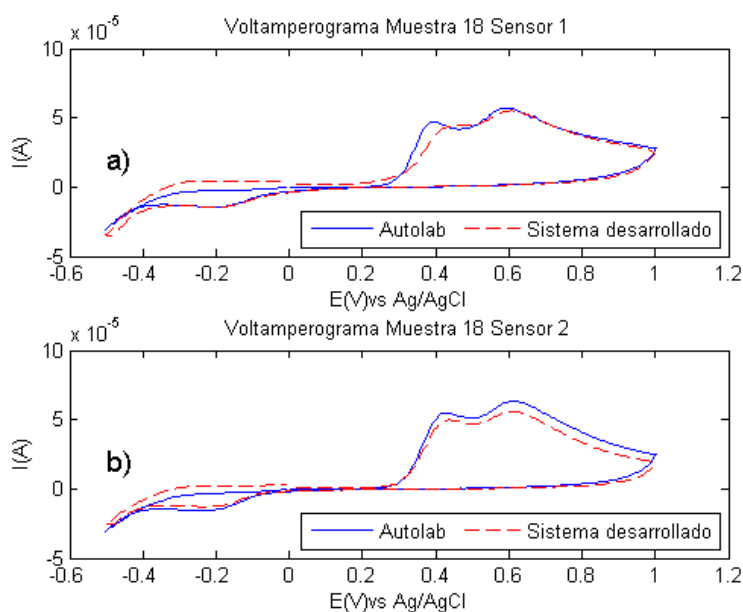 Voltamperograma Muestra 18 Sensor 1
x 10^-5
10
5
0
-5
I(A)
a)
Autolab
Sistema desarrollado
-0.6 -0.4 -0.2 0 0.2 0.4 0.6 0.8 1 1.2
E(V)vs Ag/AgCl
Voltamperograma Muestra 18 Sensor 2
x 10^-5
10
5
0
-5
I(A)
b)
Autolab
Sistema desarrollado
-0.6 -0.4 -0.2 0 0.2 0.4 0.6 0.8 1 1.2
E(V)vs Ag/AgCl